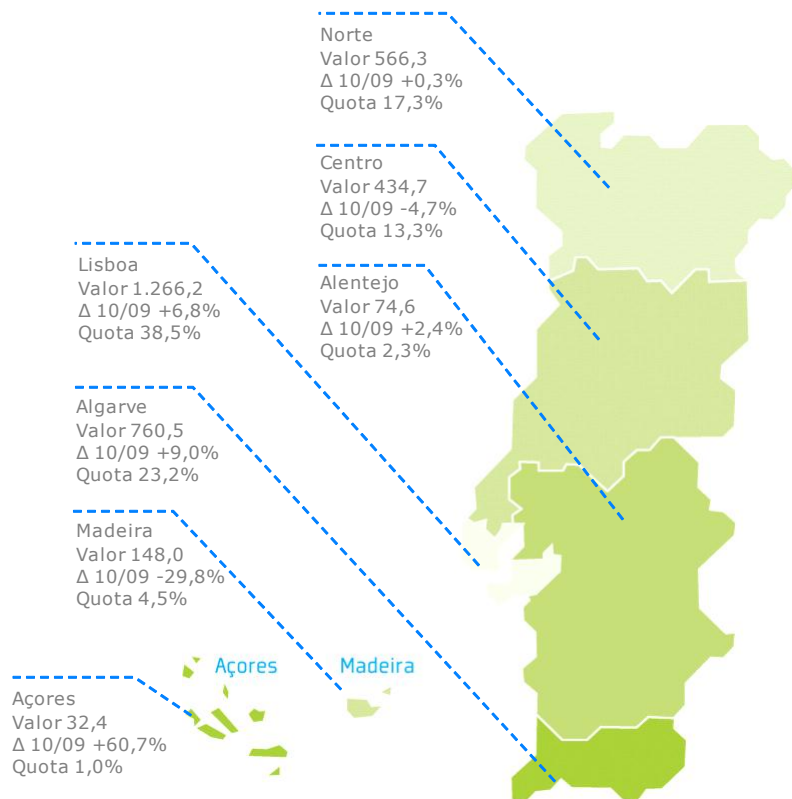 Norte
Valor 566,3
Δ 10/09 +0,3%
Quota 17,3%
Centro
Valor 434,7
Δ 10/09 -4,7%
Quota 13,3%
Lisboa
Valor 1.266,2
Δ 10/09 +6,8%
Quota 38,5%
Alentejo
Valor 74,6
Δ 10/09 +2,4%
Quota 2,3%
Algarve
Valor 760,5
Δ 10/09 +9,0%
Quota 23,2%
Madeira
Valor 148,0
Δ 10/09 -29,8%
Quota 4,5%
Açores
Madeira
Açores
Valor 32,4
Δ 10/09 +60,7%
Quota 1,0%